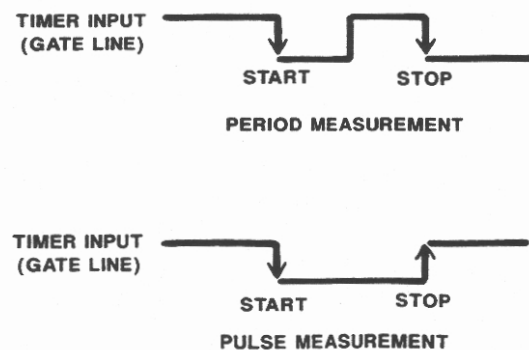 TIMER INPUT
(GATE LINE)
START
STOP
PERIOD MEASUREMENT
TIMER INPUT
(GATE LINE)
START
STOP
PULSE MEASUREMENT